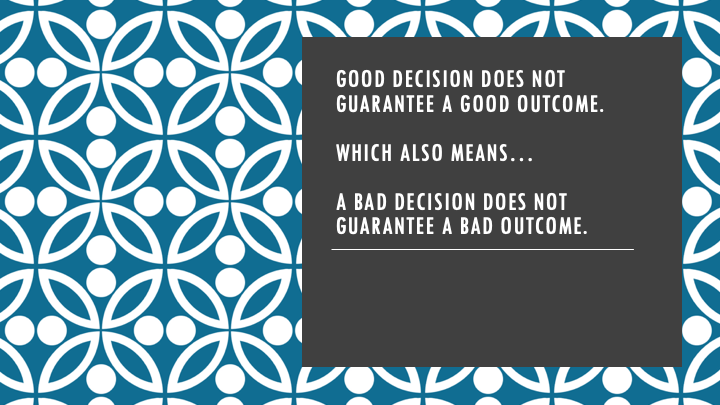 GOOD DECISION DOES NOT
GUARANTEE A GOOD OUTCOME.
WHICH ALSO MEANS...
A BAD DECISION DOES NOT
GUARANTEE A BAD OUTCOME.